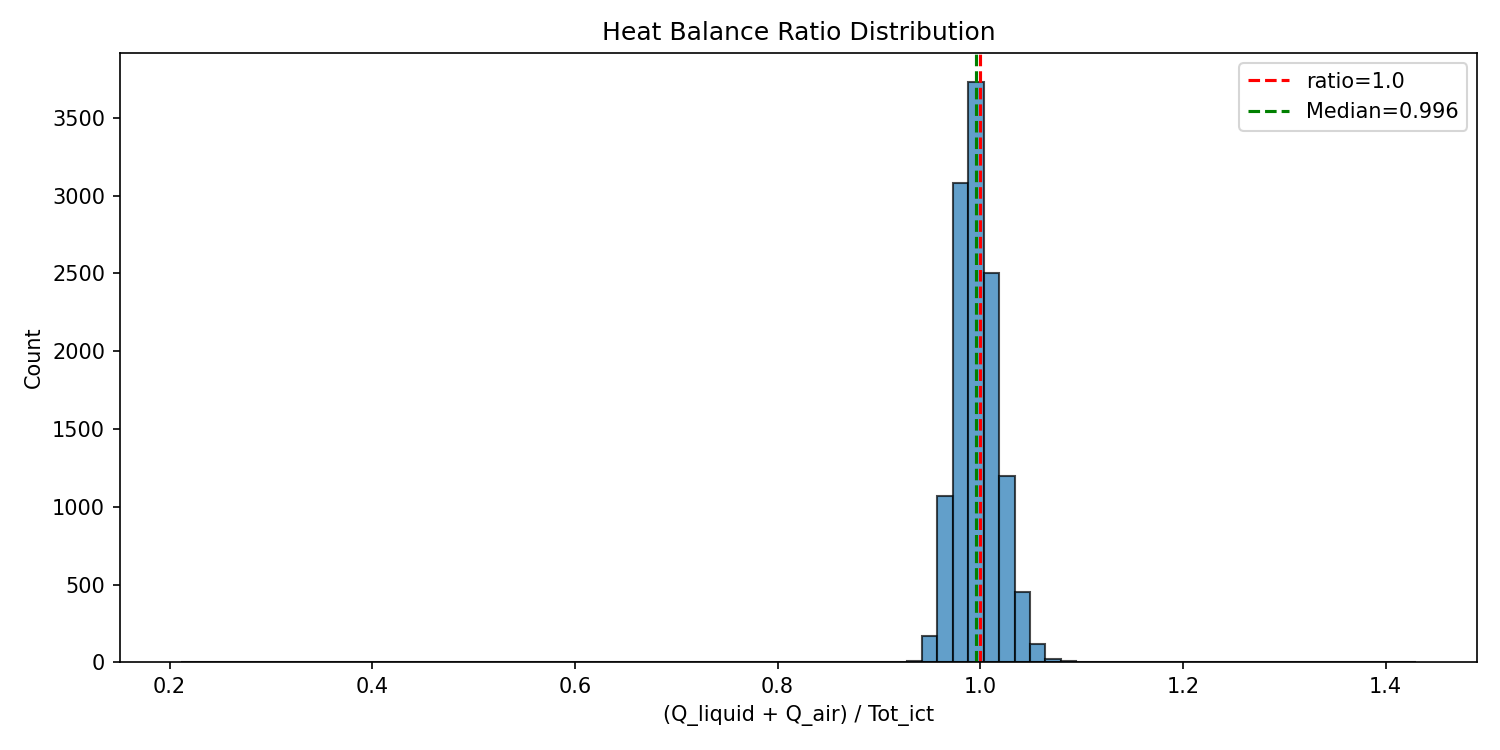 Heat Balance Ratio Distribution
ratio=1.0
Median=0.996
Count
3500
3000
2500
2000
1500
1000
500
0
0.2 0.4 0.6 0.8 1.0 1.2 1.4
(Q_liquid + Q_air) / Tot_ict